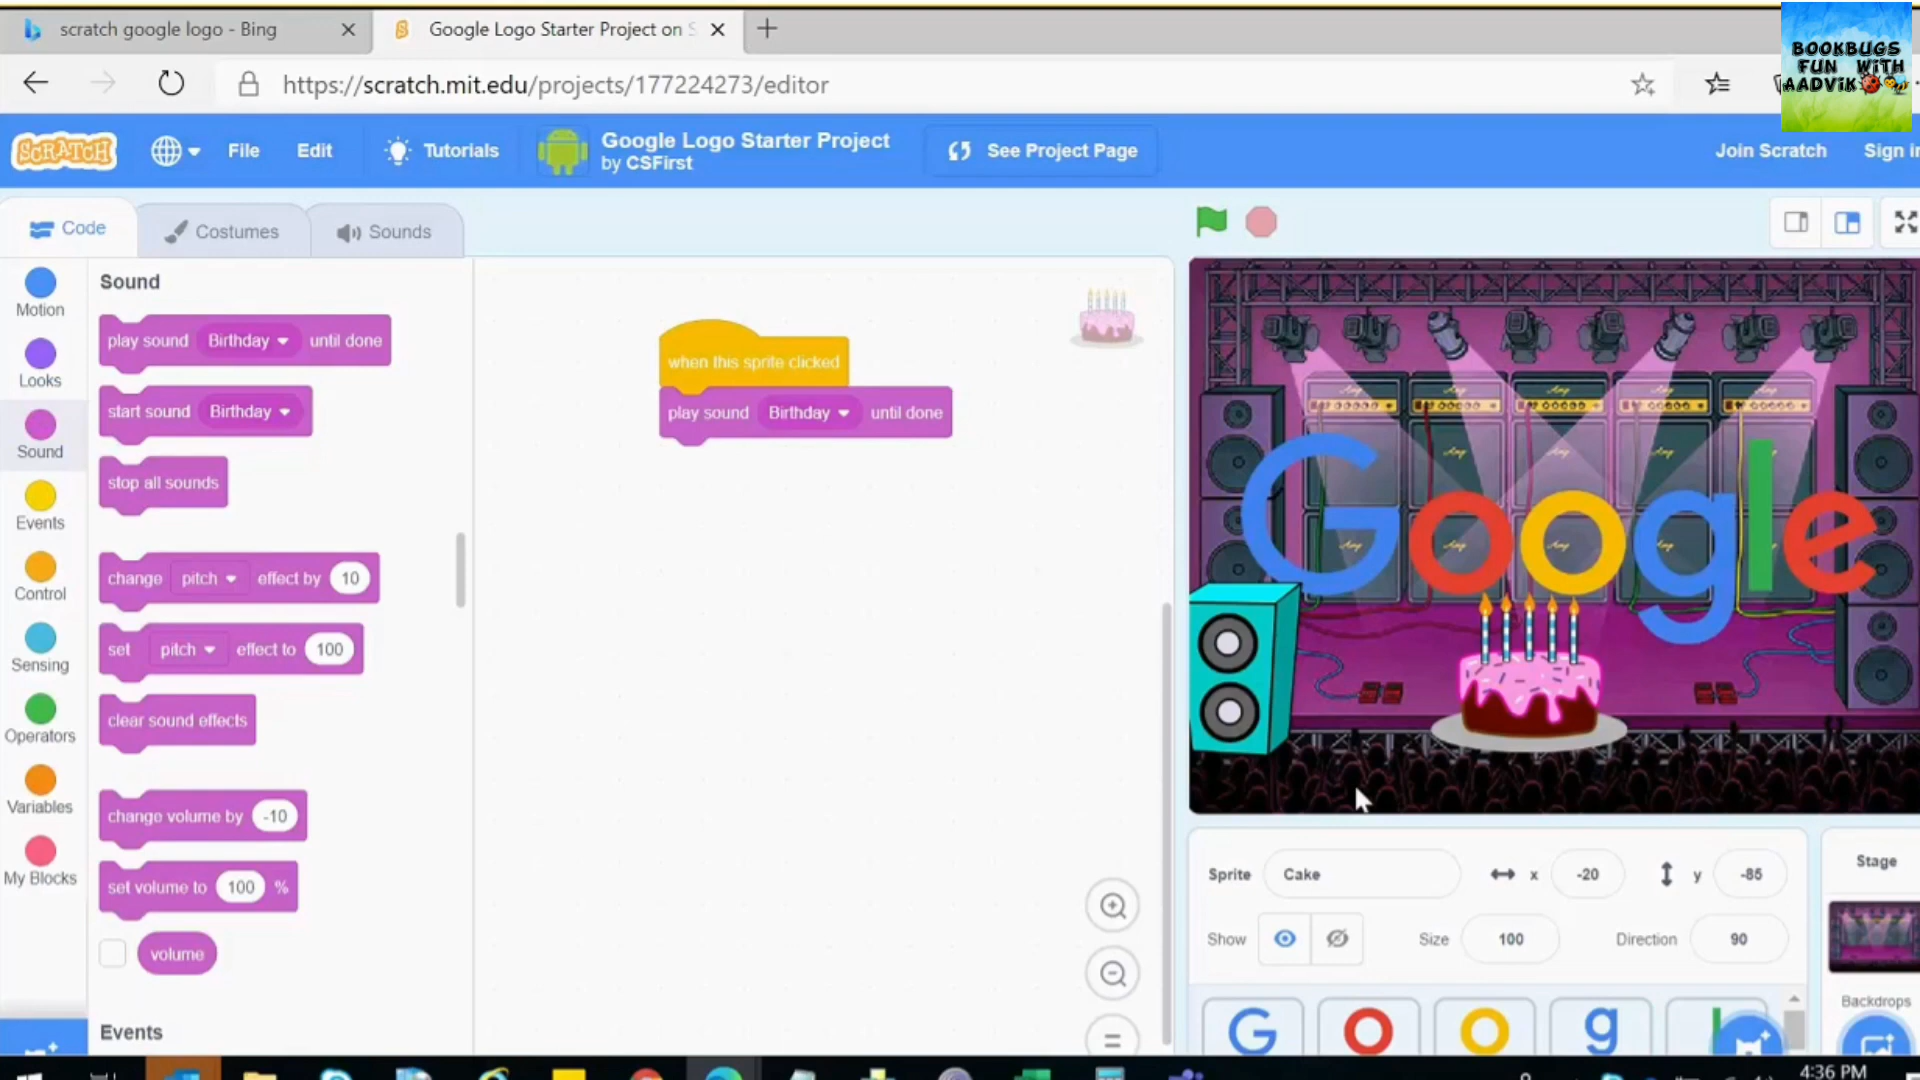 scratch google logo - Bing
Google Logo Starter Project on S
BOOKBUGS
FUN WITH
AADVIK
https://scratch.mit.edu/projects/177224273/editor
SCRATCH
File
Edit
Tutorials
Google Logo Starter Project
by CSFirst
See Project Page
Join Scratch
Sign in
Code
Costumes
Sounds
Motion
Looks
Sound
Events
Control
Sensing
Operators
Variables
My Blocks
Sound
play sound Birthday until done
start sound Birthday
stop all sounds
change pitch effect by 10
set pitch effect to 100
clear sound effects
change volume by -10
set volume to 100 %
volume
Events
when this sprite clicked
play sound Birthday until done
Google
Sprite Cake x -20 y -85
Show Size 100 Direction 90
G O O g l
Stage
Backdrops
4:36 PM